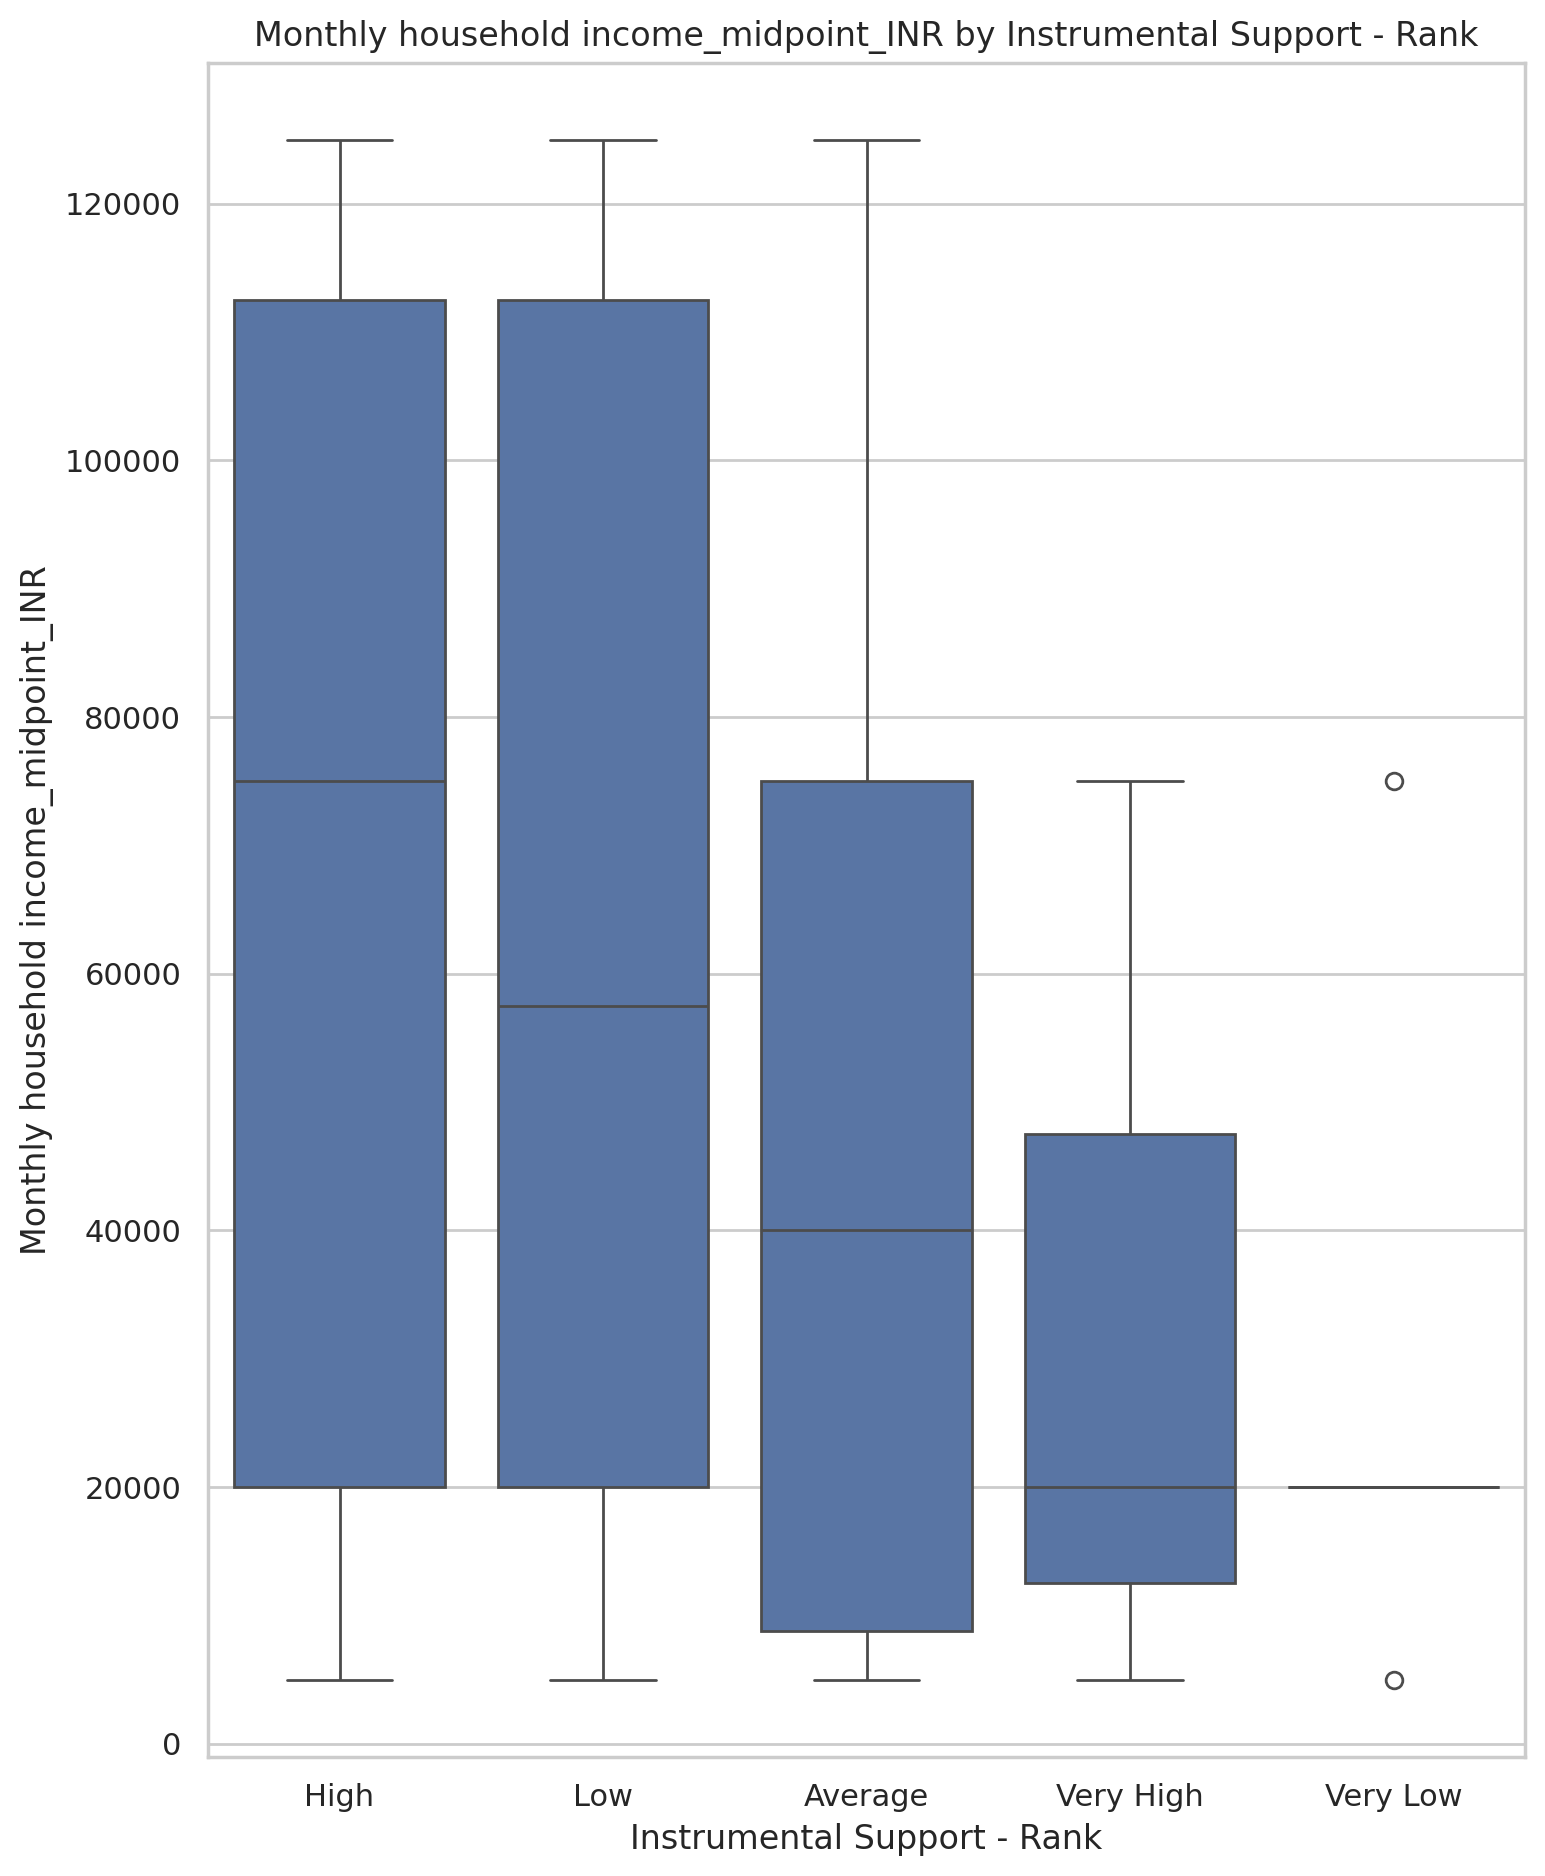 Monthly household income_midpoint_INR by Instrumental Support - Rank
Monthly household income_midpoint_INR
120000
100000
80000
60000
40000
20000
0
High Low Average Very High Very Low
Instrumental Support - Rank